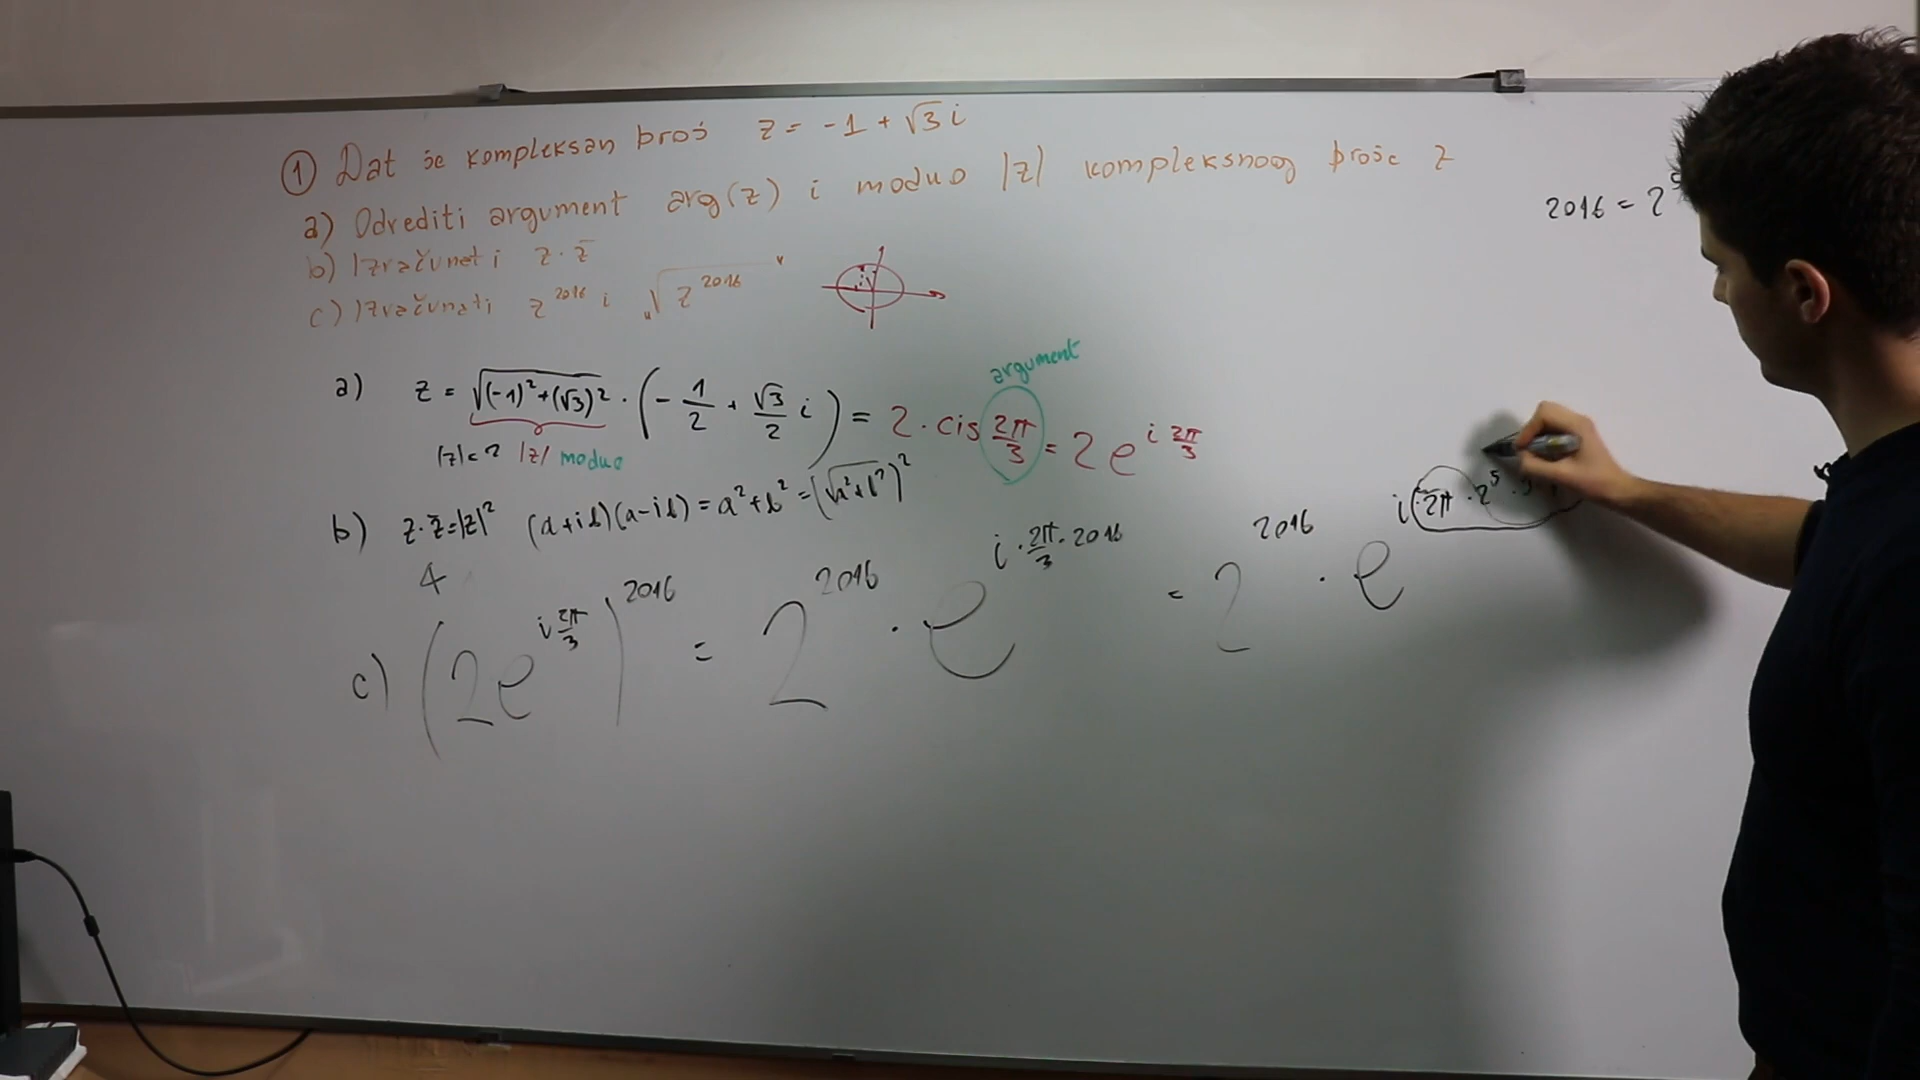 ① Dat je kompleksan broj z = -1 + √3 i
a) Odrediti argument arg(z) i moduo |z| kompleksnog broja z
b) Izračunati z · z̄
c) Izračunati z^2016 i √z^2016
2016 = 2^5
argument
a) z = √((-1)²+(√3)²) · (-1/2 + √3/2 i) = 2 · cis 2π/3 = 2e^(i 2π/3)
|z| = 2 |z| moduo
b) z · z̄ = |z|² (a+ib)(a-ib) = a² + b² = (√a²+b²)²
4
c) (2e^(i 2π/3))^2016 = 2^2016 · e^(i · 2π/3 · 2016) = 2^2016 · e^(i · 2π · 2^5 ·